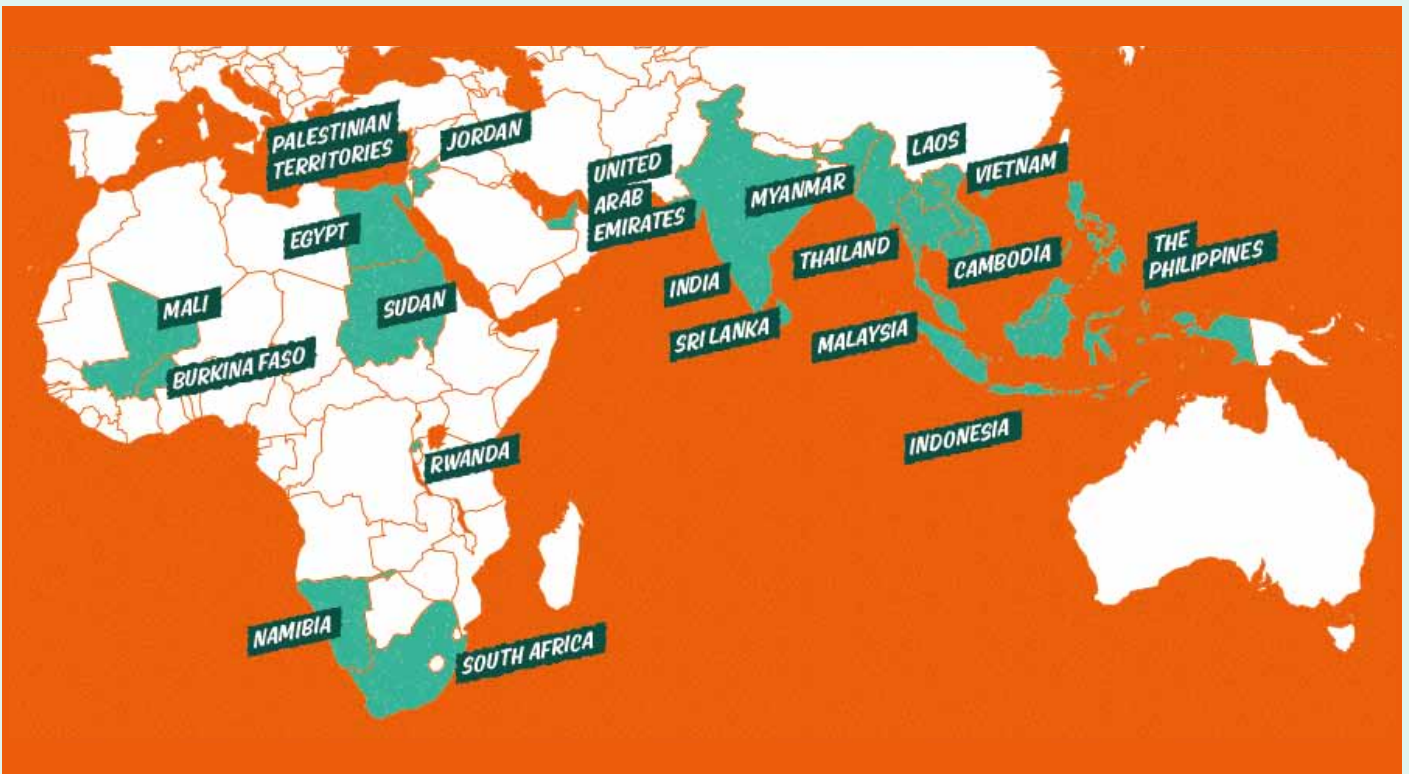 PALESTINIAN
TERRITORIES
JORDAN
LAOS
UNITED
ARAB
EMIRATES
VIETNAM
MYANMAR
EGYPT
THAILAND
CAMBODIA
THE
PHILIPPINES
MALI
SUDAN
INDIA
SRI LANKA
MALAYSIA
BURKINA FASO
INDONESIA
RWANDA
NAMIBIA
SOUTH AFRICA